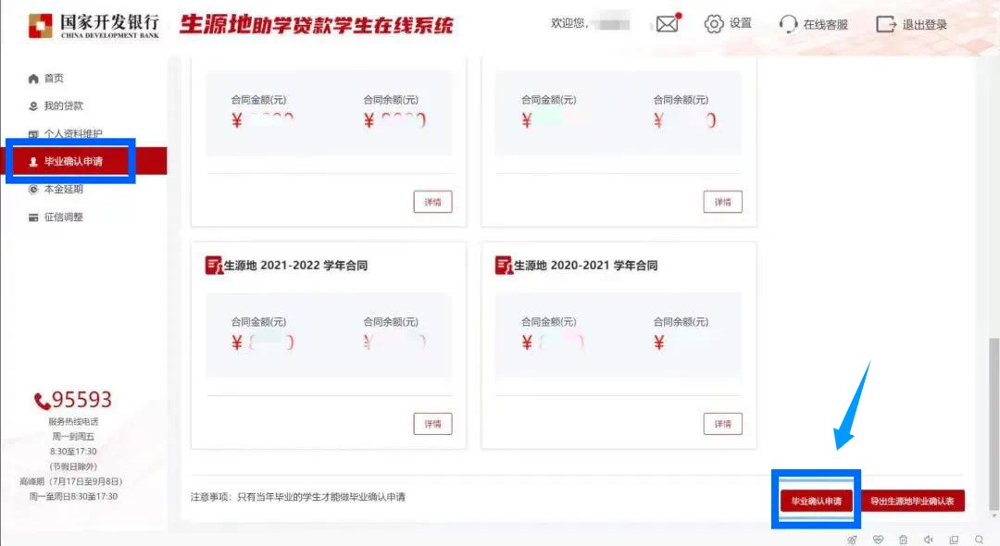 国家开发银行
CHINA DEVELOPMENT BANK
生源地助学贷款学生在线系统
欢迎您,
设置
在线客服
退出登录
首页
我的贷款
个人资料维护
毕业确认申请
本金延期
征信调整
95593
服务热线电话
周一到周五
8:30至17:30
(节假日除外)
高峰期（7月17日至9月8日）
周一至周日8:30至17:30
合同金额(元) 合同余额(元)
¥ ¥
详情
合同金额(元) 合同余额(元)
¥ ¥
详情
生源地 2021-2022 学年合同
合同金额(元) 合同余额(元)
¥ ¥
详情
生源地 2020-2021 学年合同
合同金额(元) 合同余额(元)
¥ ¥
详情
注意事项：只有当年毕业的学生才能做毕业确认申请
毕业确认申请
导出生源地毕业确认表